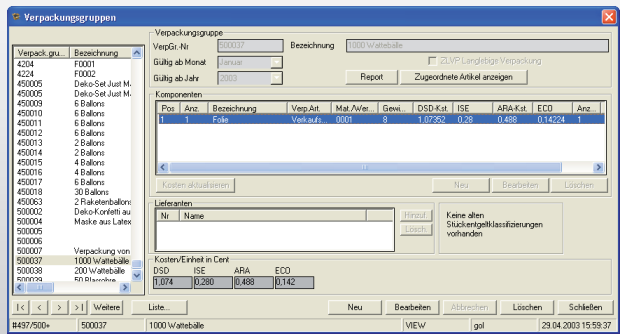 Verpackungsgruppen
Verpack.gru... Bezeichnung
4204 F0001
4224 F0002
450005 Deko-Set Just M
450005 Deko-Set Just M
450009 6 Ballons
450010 6 Ballons
450011 6 Ballons
450012 6 Ballons
450013 2 Ballons
450014 2 Ballons
450015 4 Ballons
450016 4 Ballons
450017 6 Ballons
450018 30 Ballons
450063 2 Raketenballons
500002 Deko-Konfetti au
500004 Maske aus Latex
500005
500006
500007 Verpackung von
500037 1000 Wattebälle
500038 200 Wattebälle
500039 50 Blasrohre
Verpackungsgruppe
VerpGr.-Nr 500037 Bezeichnung 1000 Wattebälle
Gültig ab Monat Januar ZLVP Langlebige Verpackung
Gültig ab Jahr 2003 Report Zugeordnete Artikel anzeigen
Komponenten
Pos Anz. Bezeichnung Verp.Art. Mat./Wer... Gewi... DSD-Kst. ISE ARA-Kst. ECO Anz...
1 1 Folie Verkaufs... 0001 8 1,07352 0,28 0,488 0,14224 1
Kosten aktualisieren Neu Bearbeiten Löschen
Lieferanten
Nr Name
Hinzuf
Lösch
Keine alten
Stückentgeltklassifizierungen
vorhanden
Kosten/Einheit in Cent
DSD ISE ARA ECO
1,074 0,280 0,488 0,142
|< < > >| Weitere Liste... Neu Bearbeiten Abbrechen Löschen Schließen
#497/500+ 500037 1000 Wattebälle VIEW gol 29.04.2003 15:59:37